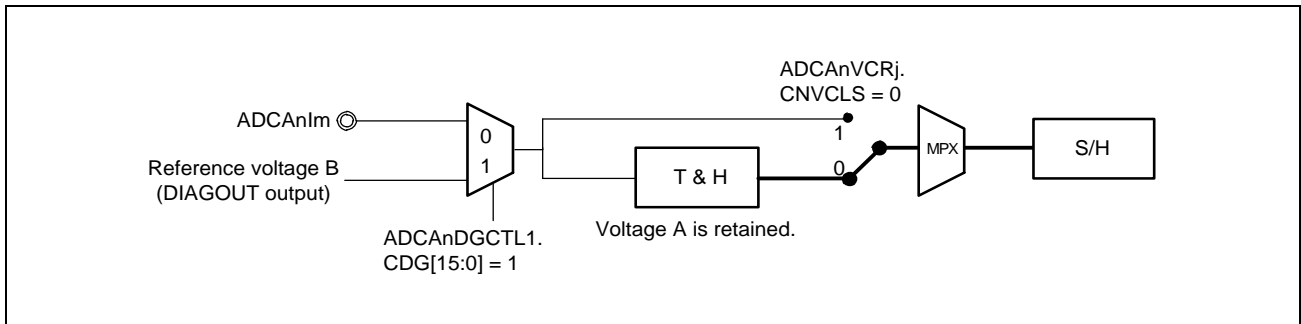 ADCAnVCRj.
CNVCLS = 0
ADCAnIm
0
1
1
MPX
S/H
Reference voltage B
(DIAGOUT output)
T & H
0
ADCAnDGCTL1.
CDG[15:0] = 1
Voltage A is retained.